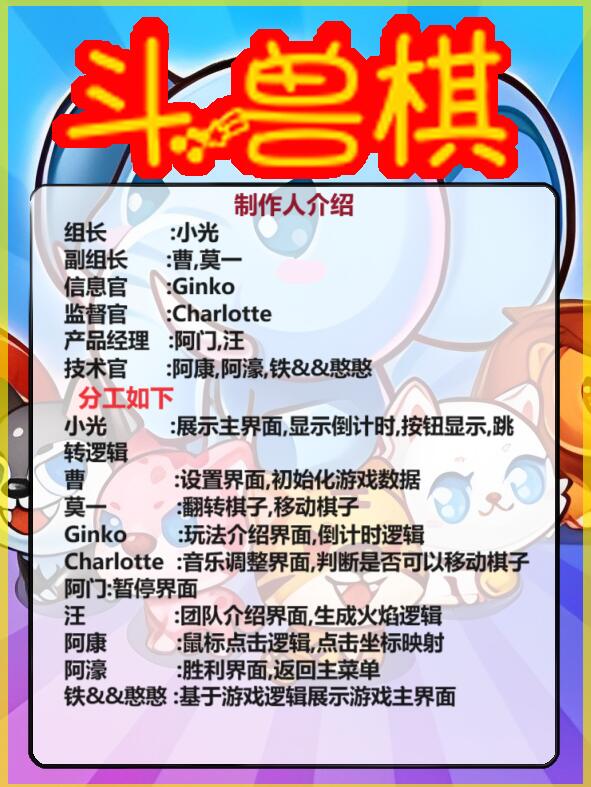 斗兽棋
制作人介绍
组长 :小光
副组长 :曹,莫一
信息官 :Ginko
监督官 :Charlotte
产品经理 :阿门,汪
技术官 :阿康,阿濠,铁&&憨憨
分工如下
小光 :展示主界面,显示倒计时,按钮显示,跳
转逻辑
曹 :设置界面,初始化游戏数据
莫一 :翻转棋子,移动棋子
Ginko :玩法介绍界面,倒计时逻辑
Charlotte :音乐调整界面,判断是否可以移动棋子
阿门:暂停界面
汪 :团队介绍界面,生成火焰逻辑
阿康 :鼠标点击逻辑,点击坐标映射
阿濠 :胜利界面,返回主菜单
铁&&憨憨 :基于游戏逻辑展示游戏主界面